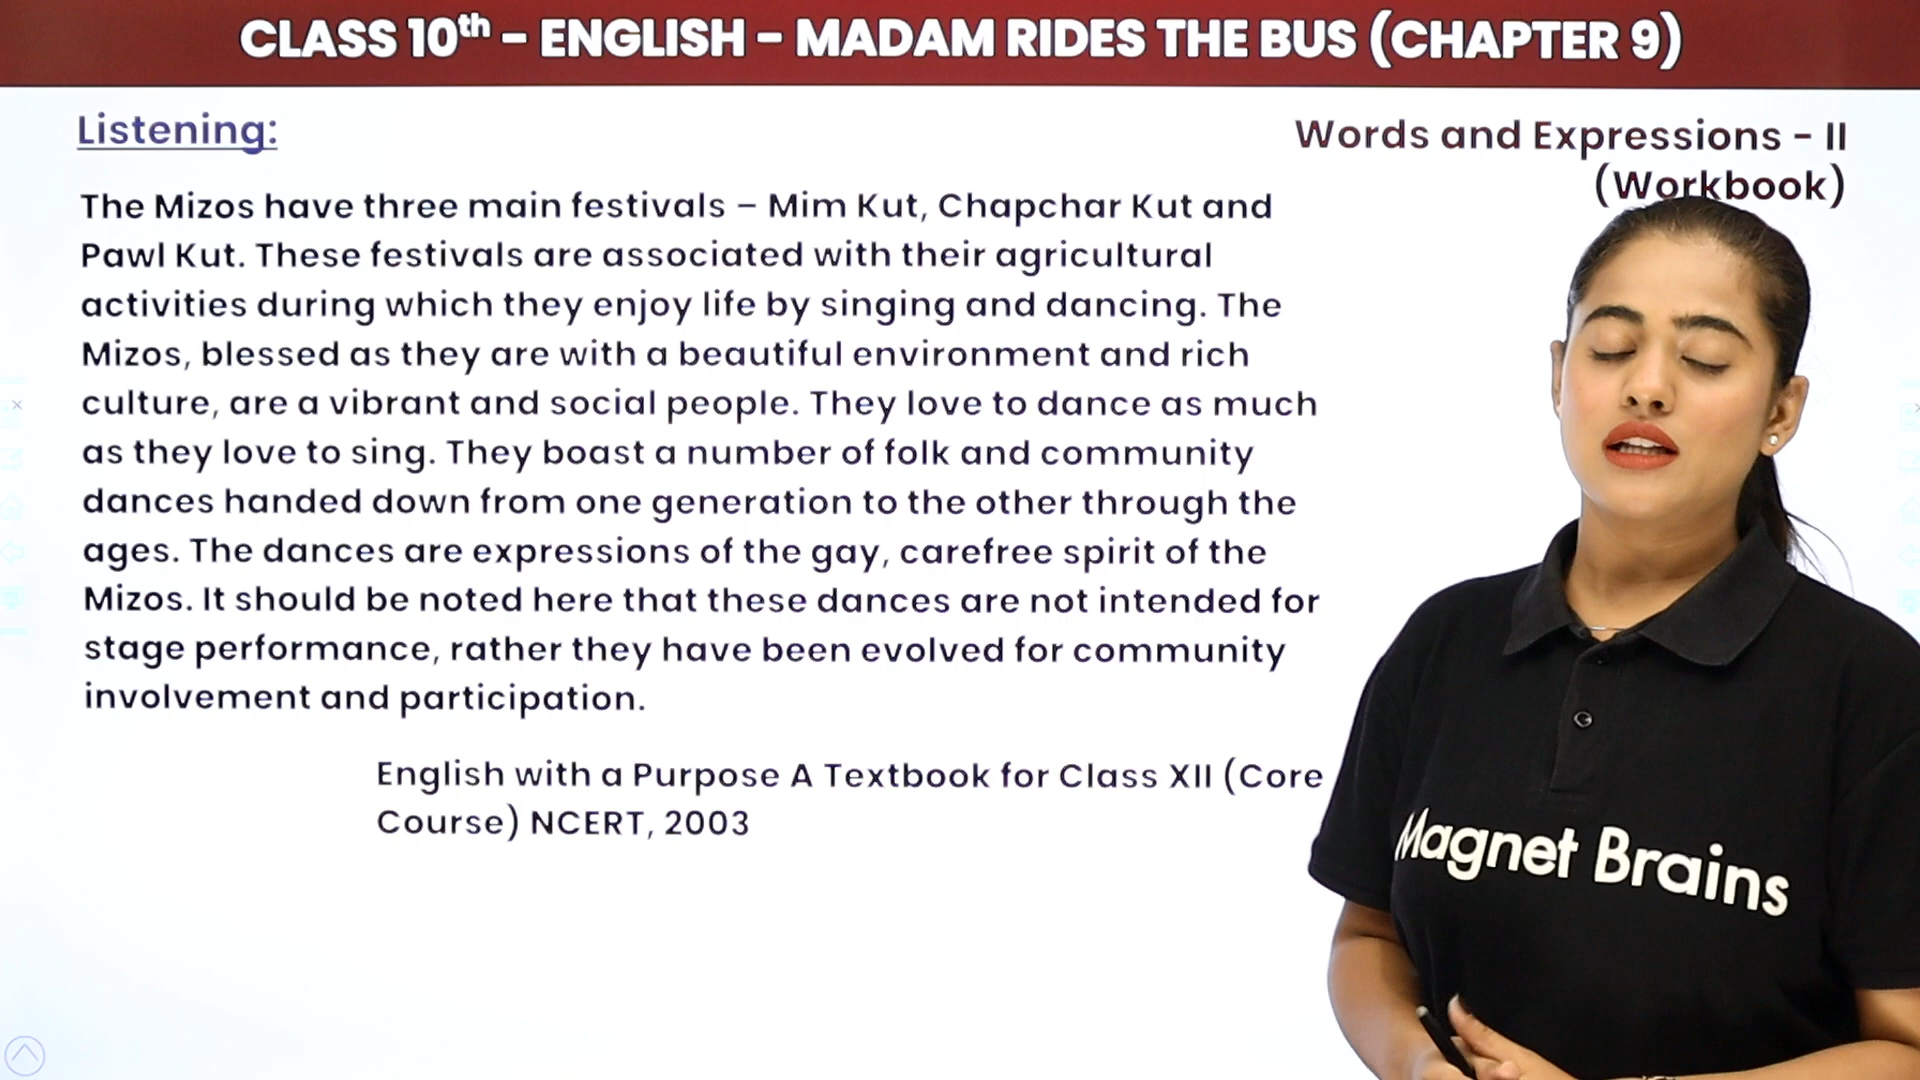 CLASS 10th - ENGLISH - MADAM RIDES THE BUS (CHAPTER 9)
Listening:
Words and Expressions - II
(Workbook)
The Mizos have three main festivals – Mim Kut, Chapchar Kut and
Pawl Kut. These festivals are associated with their agricultural
activities during which they enjoy life by singing and dancing. The
Mizos, blessed as they are with a beautiful environment and rich
culture, are a vibrant and social people. They love to dance as much
as they love to sing. They boast a number of folk and community
dances handed down from one generation to the other through the
ages. The dances are expressions of the gay, carefree spirit of the
Mizos. It should be noted here that these dances are not intended for
stage performance, rather they have been evolved for community
involvement and participation.
English with a Purpose A Textbook for Class XII (Core
Course) NCERT, 2003
Magnet Brains